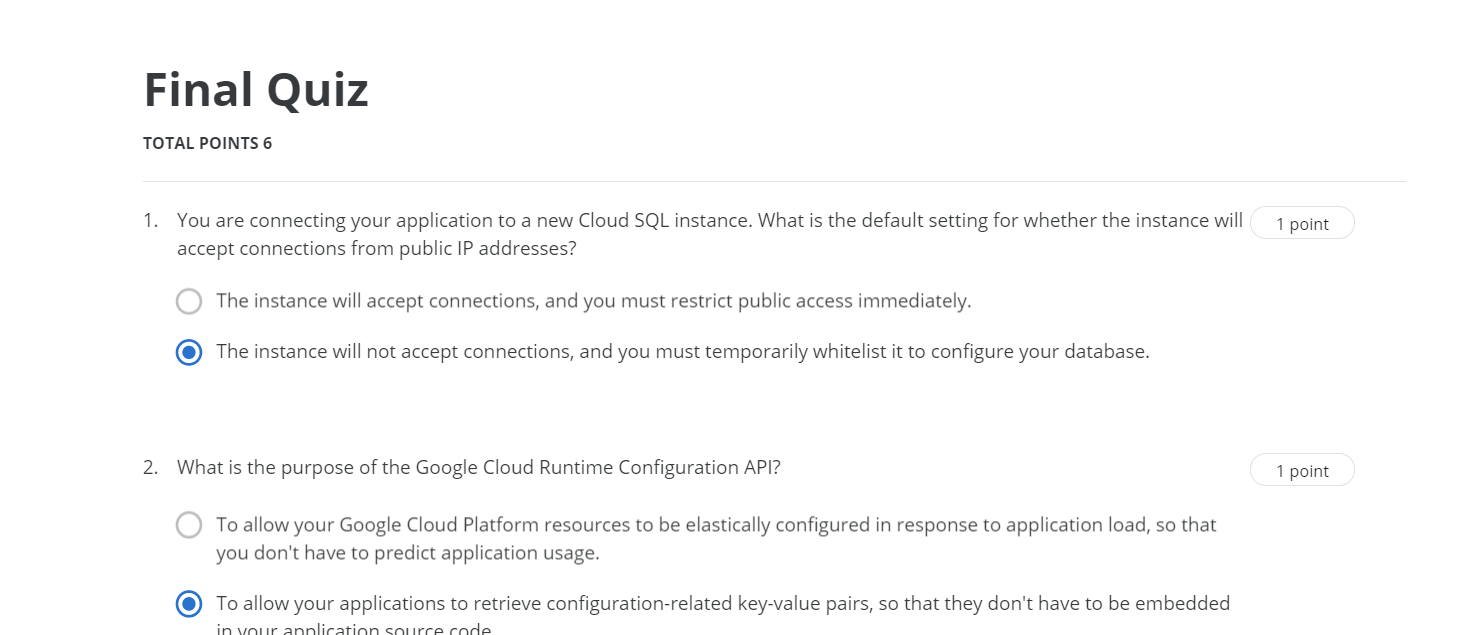 Final Quiz
TOTAL POINTS 6
1. You are connecting your application to a new Cloud SQL instance. What is the default setting for whether the instance will
accept connections from public IP addresses?
1 point
The instance will accept connections, and you must restrict public access immediately.
The instance will not accept connections, and you must temporarily whitelist it to configure your database.
2. What is the purpose of the Google Cloud Runtime Configuration API?
1 point
To allow your Google Cloud Platform resources to be elastically configured in response to application load, so that
you don't have to predict application usage.
To allow your applications to retrieve configuration-related key-value pairs, so that they don't have to be embedded
in your application source code.